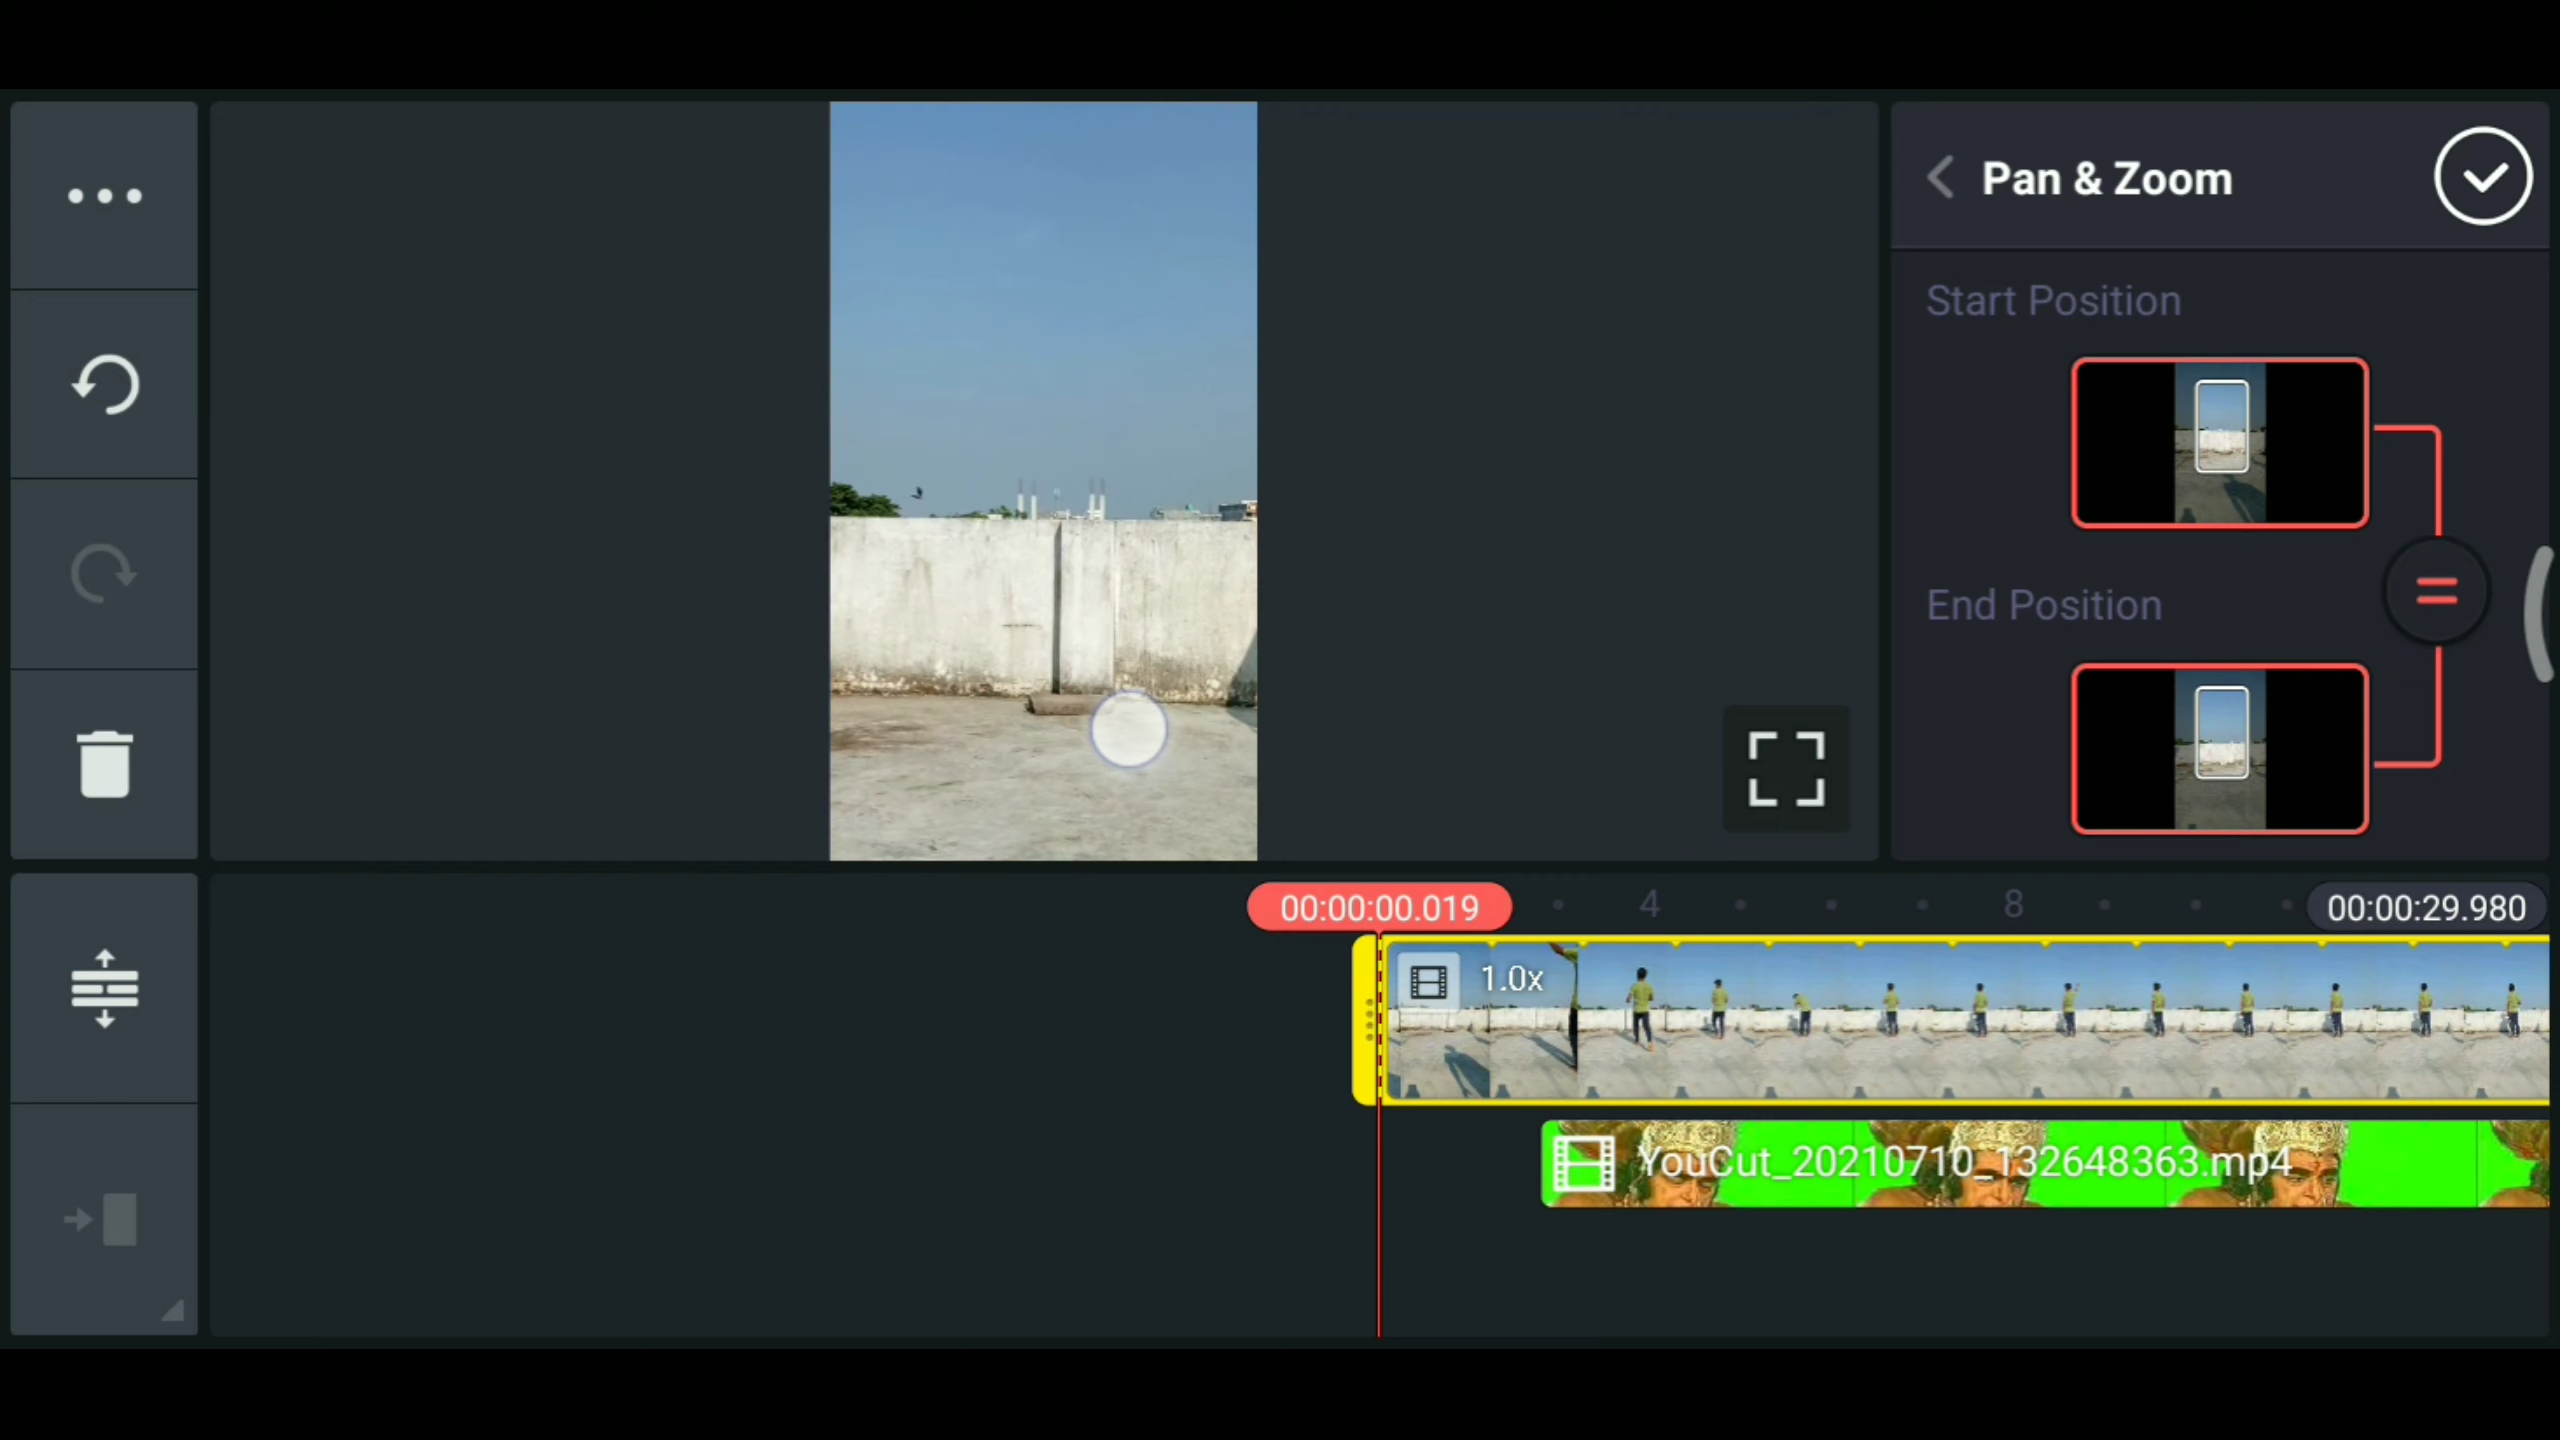 Pan & Zoom
Start Position
End Position
00:00:00.019
4
8
00:00:29.980
1.0x
YouCut_20210710_132648363.mp4